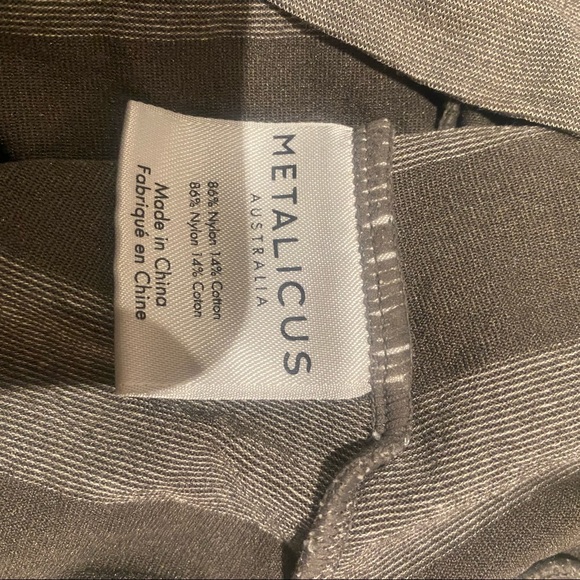 METALICUS
AUSTRALIA
86% Nylon 14% Cotton
86% Nylon 14% Coton
Made in China
Fabriqué en Chine